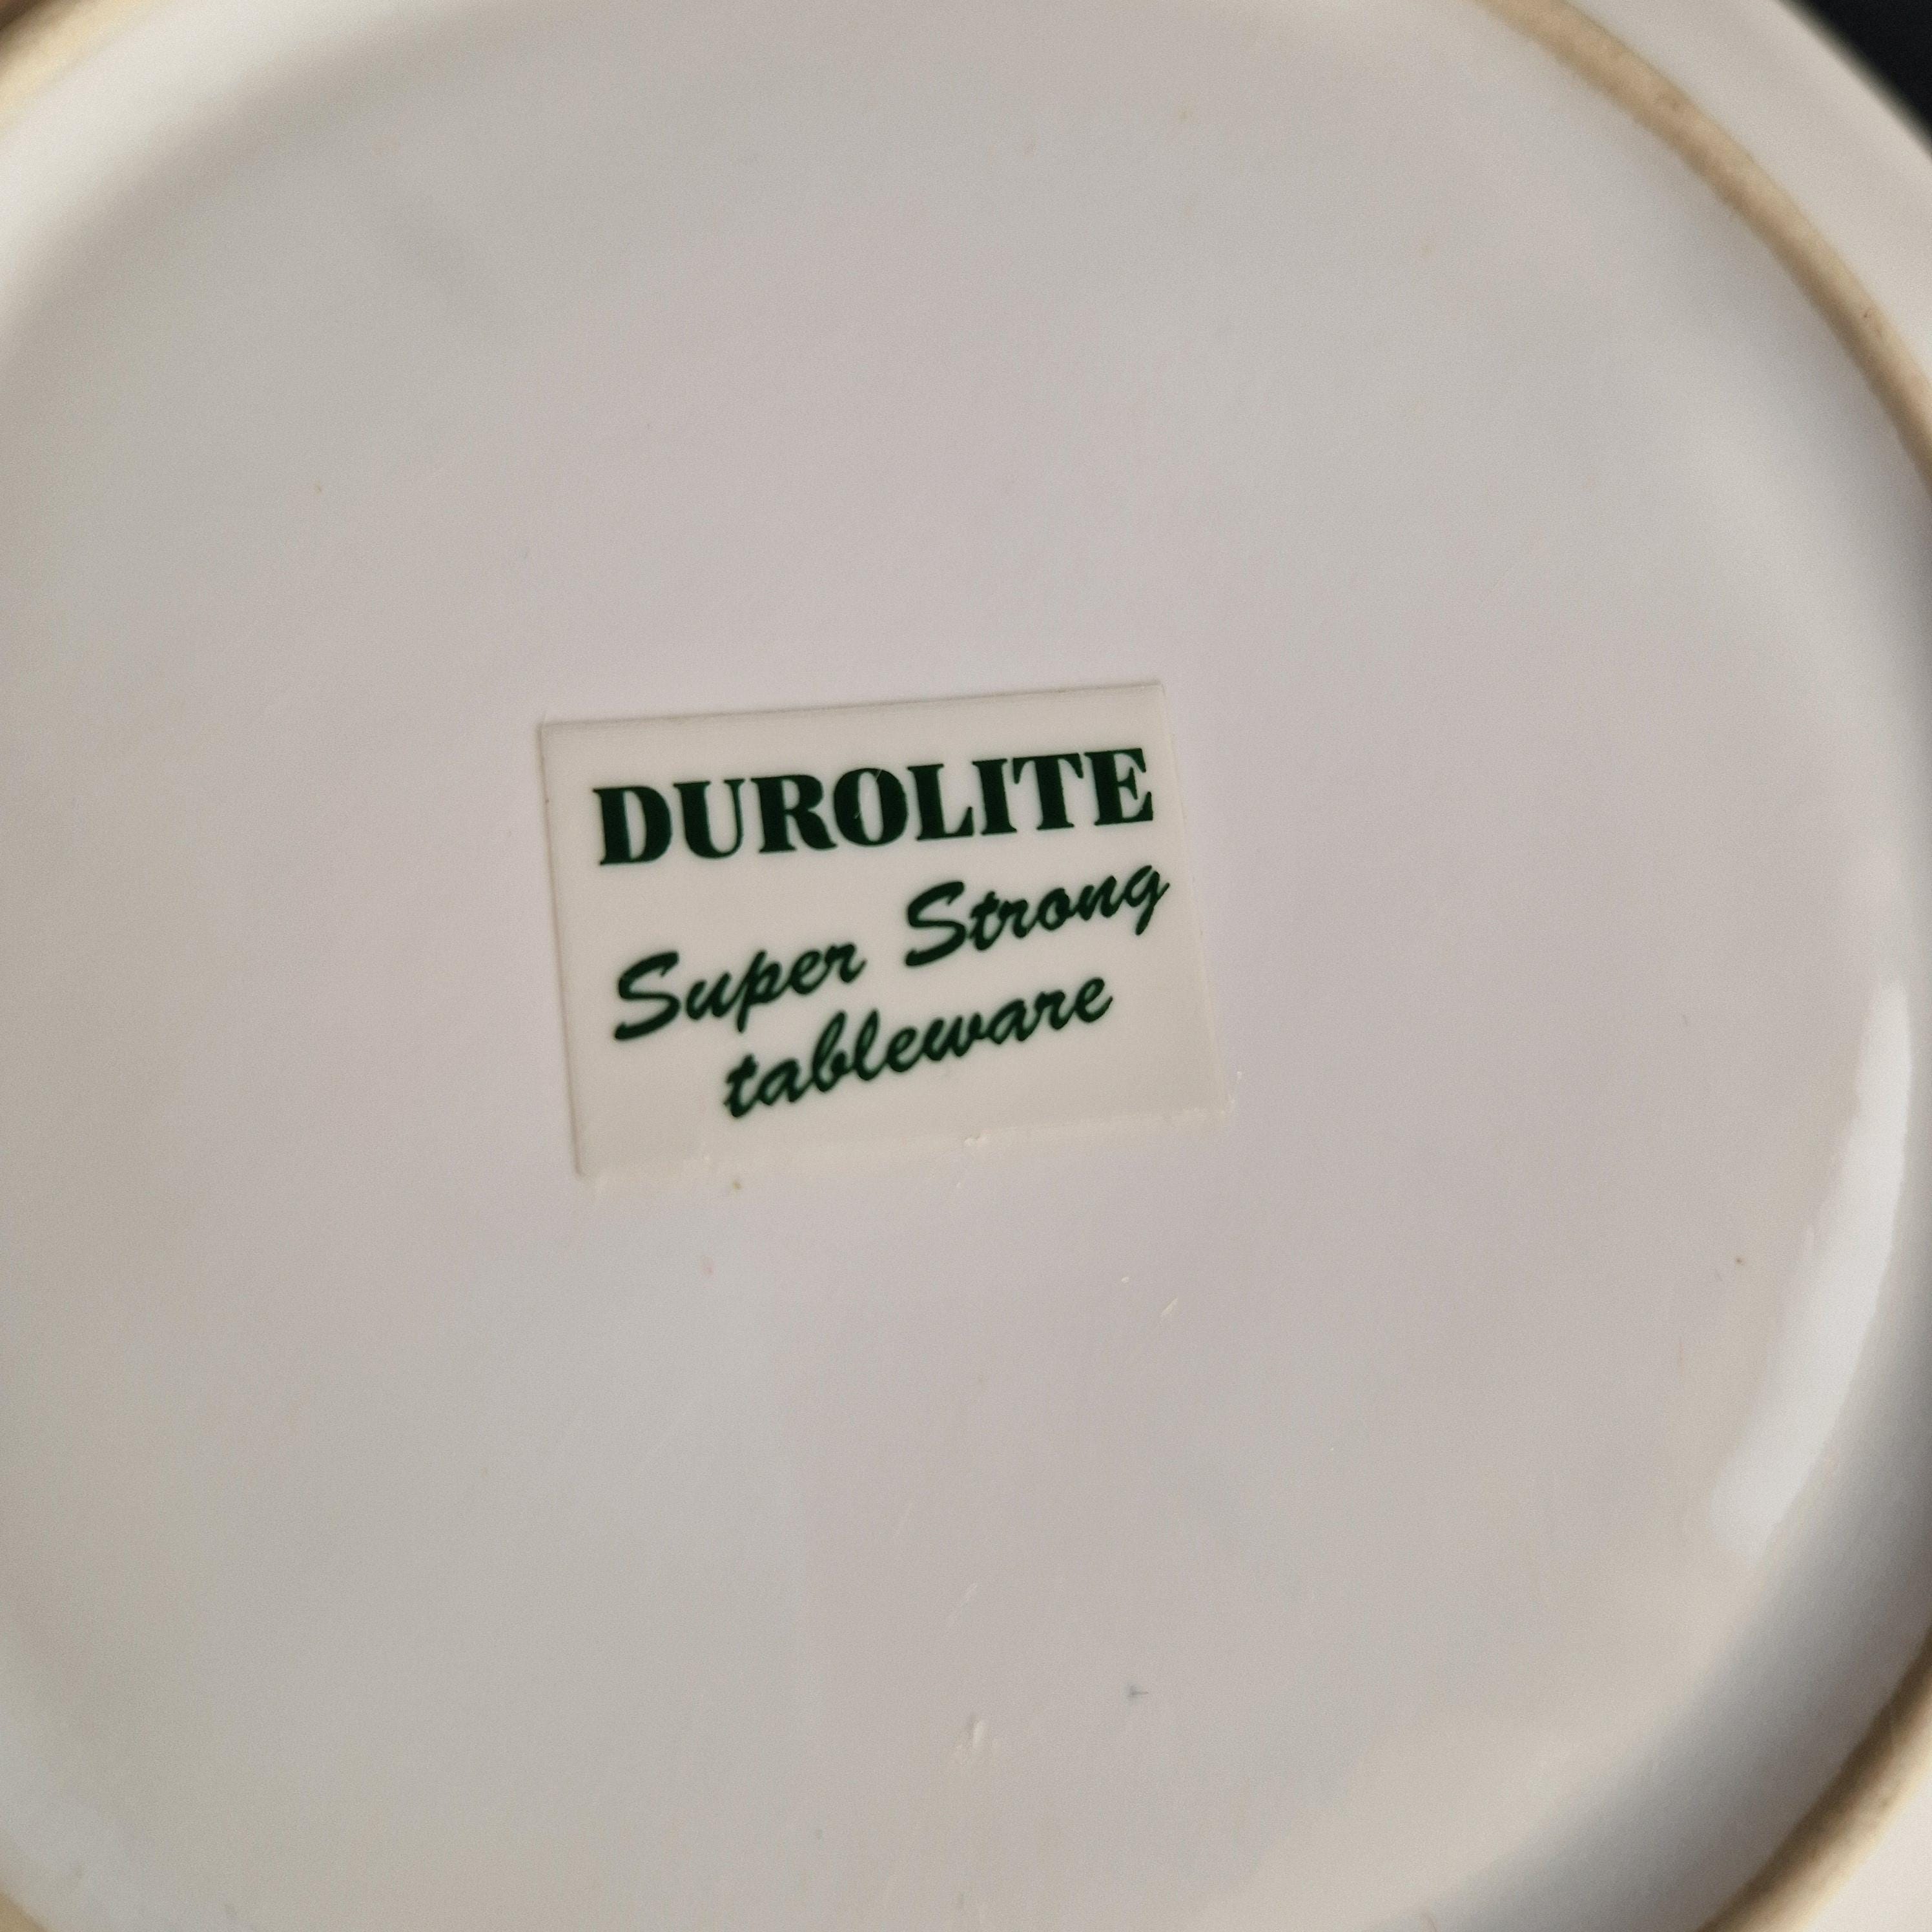 DUROLITE
Super Strong
tableware